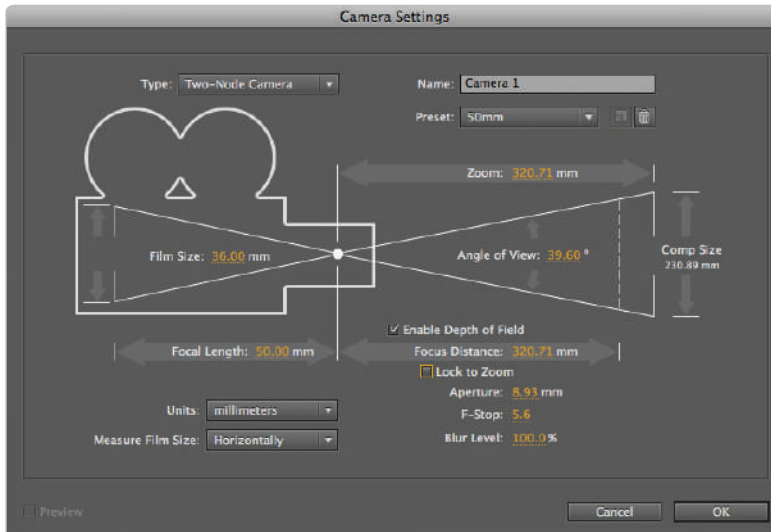 Camera Settings
Type: Two-Node Camera
Name: Camera 1
Preset: 50mm
Zoom: 320.71 mm
Film Size: 36.00 mm
Angle of View: 39.60 °
Comp Size
230.89 mm
Enable Depth of Field
Focal Length: 50.00 mm
Focus Distance: 320.71 mm
Lock to Zoom
Aperture: 8.93 mm
Units: millimeters
F-Stop: 5.6
Measure Film Size: Horizontally
Blur Level: 100.0 %
Preview
Cancel
OK